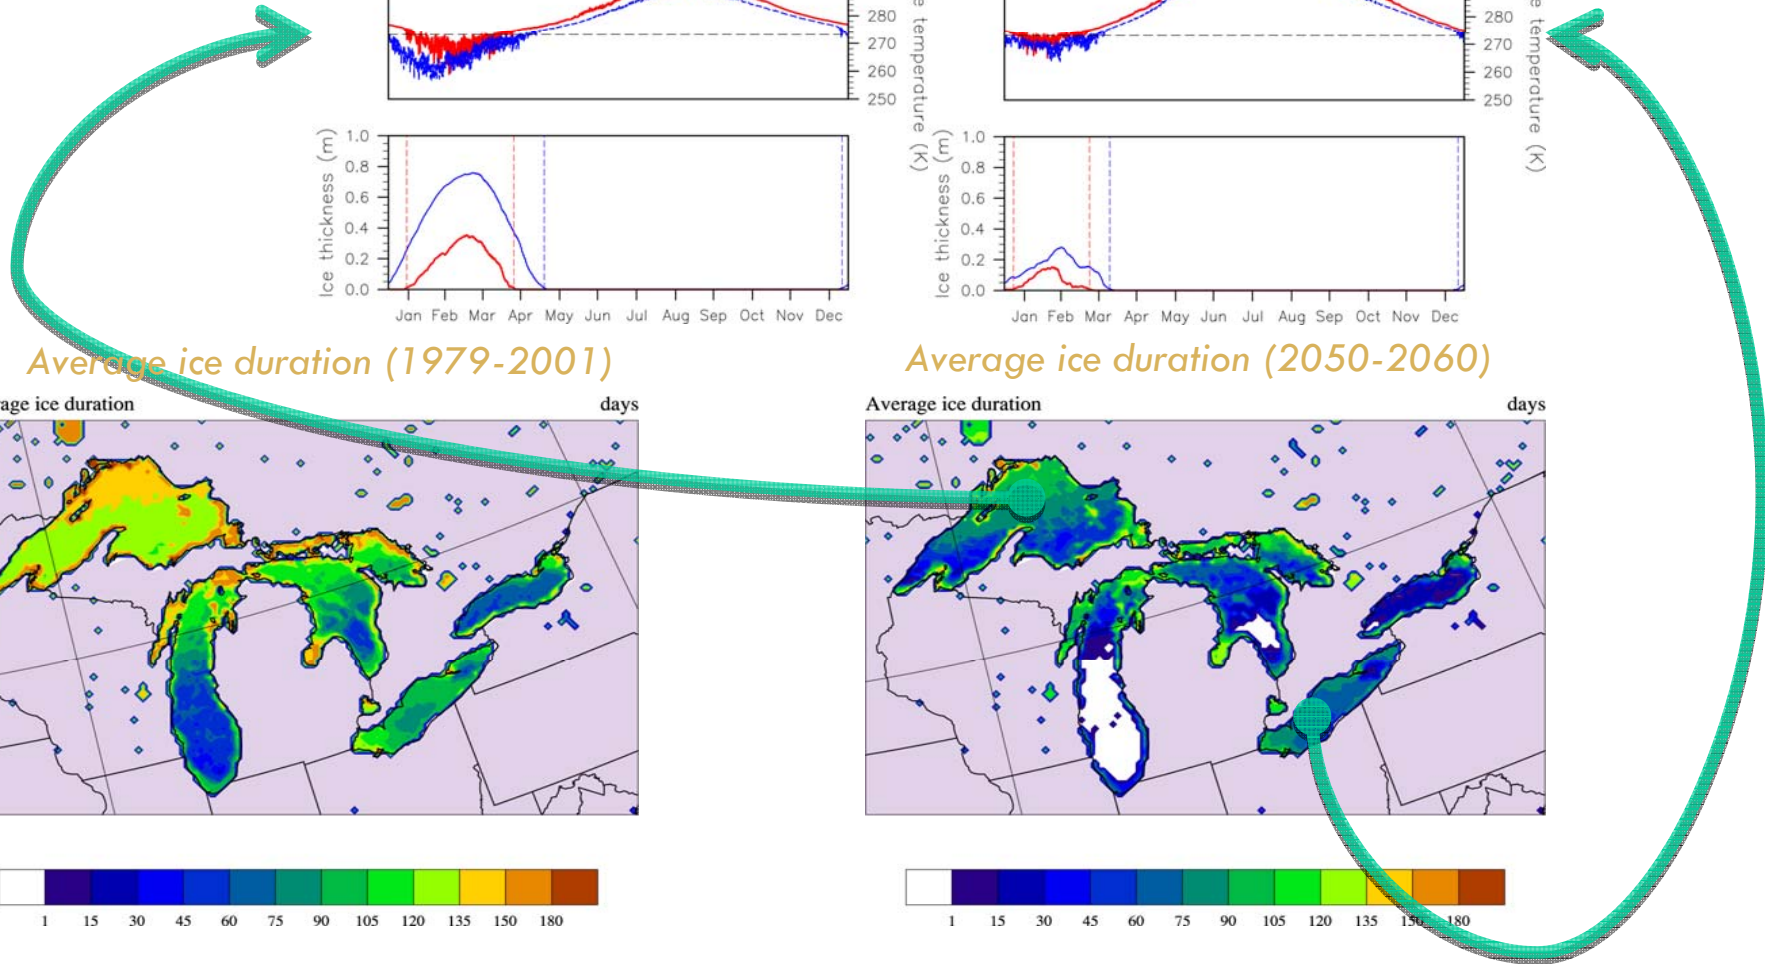 280
270
260
250
e temperature (K)
280
270
260
250
e temperature (K)
Ice thickness (m)
1.0
0.8
0.6
0.4
0.2
0.0
Jan Feb Mar Apr May Jun Jul Aug Sep Oct Nov Dec
Ice thickness (m)
1.0
0.8
0.6
0.4
0.2
0.0
Jan Feb Mar Apr May Jun Jul Aug Sep Oct Nov Dec
Average ice duration (1979-2001)
Average ice duration (2050-2060)
rage ice duration days
Average ice duration days
1 15 30 45 60 75 90 105 120 135 150 180
1 15 30 45 60 75 90 105 120 135 150 180